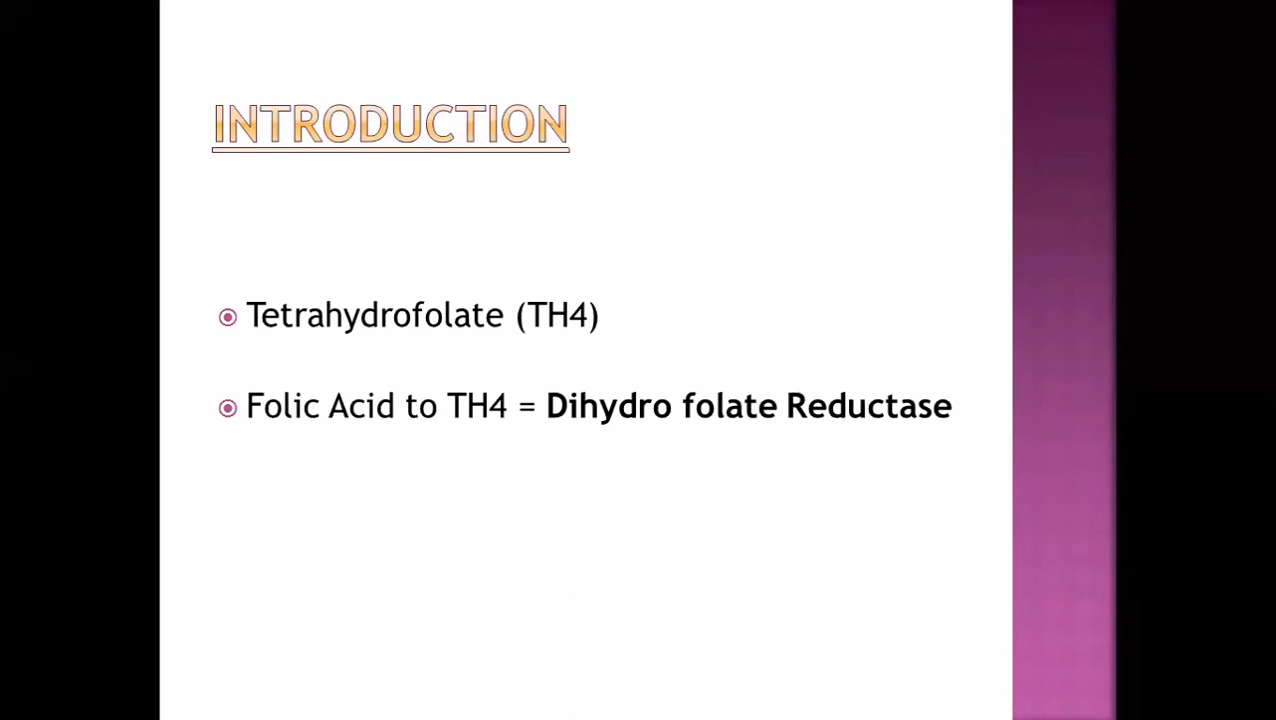 INTRODUCTION
Tetrahydrofolate (TH4)
Folic Acid to TH4 = Dihydro folate Reductase